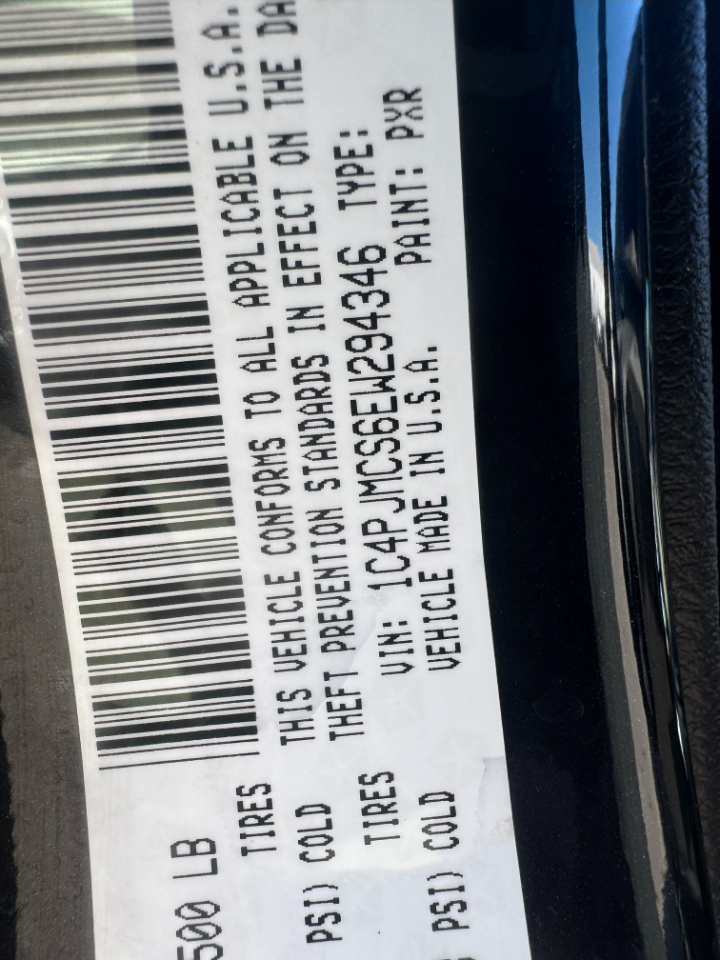 500 LB
TIRES
PSI) COLD
TIRES
PSI) COLD
THIS VEHICLE CONFORMS TO ALL APPLICABLE U.S.A.
THEFT PREVENTION STANDARDS IN EFFECT ON THE DA
VIN: 1C4PJMCS6EW294346 TYPE:
VEHICLE MADE IN U.S.A. PAINT: PXR